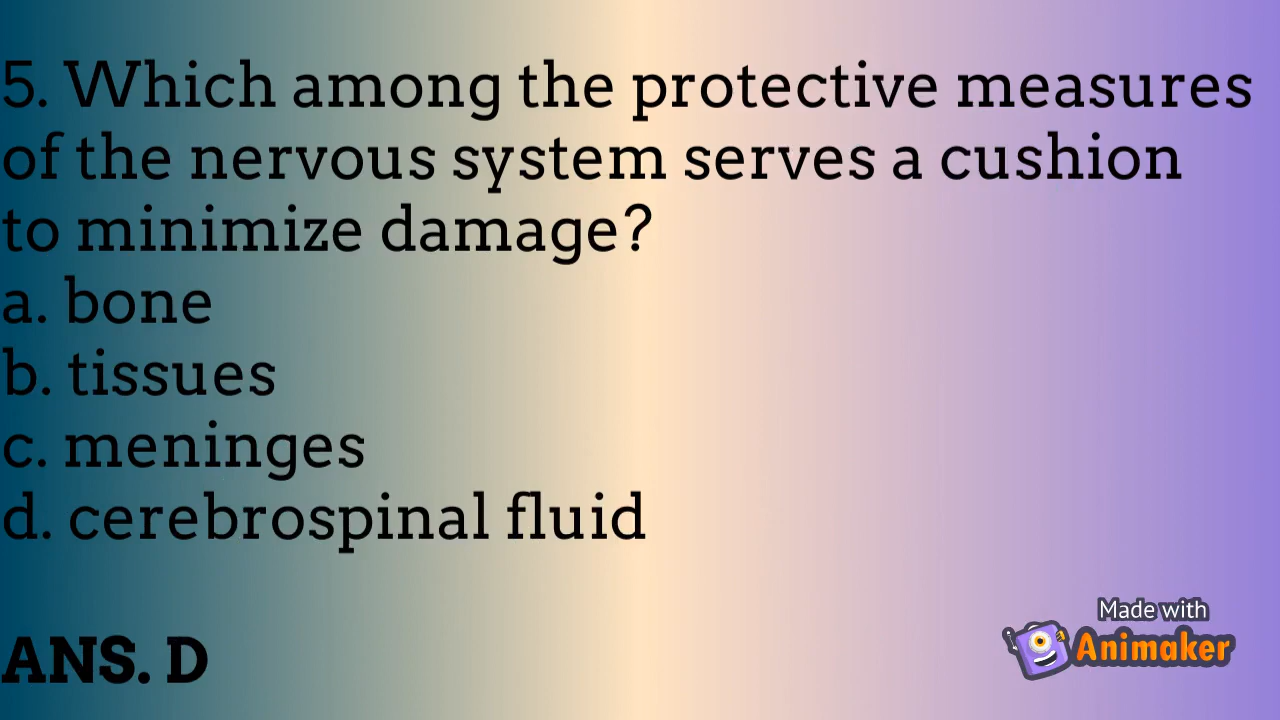 5. Which among the protective measures
of the nervous system serves a cushion
to minimize damage?
a. bone
b. tissues
c. meninges
d. cerebrospinal fluid
ANS. D
Made with
Animaker